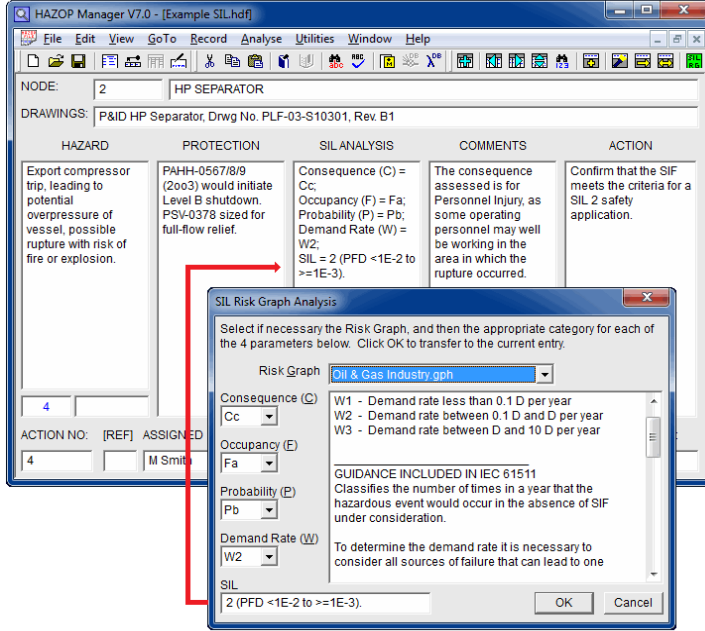 HAZOP Manager V7.0 - [Example SIL.hdf]
File Edit View GoTo Record Analyse Utilities Window Help
NODE: 2 HP SEPARATOR
DRAWINGS: P&ID HP Separator, Drwg No. PLF-03-S10301, Rev. B1
HAZARD PROTECTION SIL ANALYSIS COMMENTS ACTION
Export compressor
trip, leading to
potential
overpressure of
vessel, possible
rupture with risk of
fire or explosion.
PAHH-0567/8/9
(2oo3) would initiate
Level B shutdown.
PSV-0378 sized for
full-flow relief.
Consequence (C) =
Cc;
Occupancy (F) = Fa;
Probability (P) = Pb;
Demand Rate (W) =
W2;
SIL = 2 (PFD <1E-2 to
>=1E-3).
The consequence
assessed is for
Personnel Injury, as
some operating
personnel may well
be working in the
area in which the
rupture occurred.
Confirm that the SIF
meets the criteria for a
SIL 2 safety
application.
4
ACTION NO: [REF] ASSIGNED
4 M Smith
SIL Risk Graph Analysis
Select if necessary the Risk Graph, and then the appropriate category for each of
the 4 parameters below. Click OK to transfer to the current entry.
Risk Graph Oil & Gas Industry.gph
Consequence (C)
Cc
Occupancy (F)
Fa
Probability (P)
Pb
Demand Rate (W)
W2
W1 - Demand rate less than 0.1 D per year
W2 - Demand rate between 0.1 D and D per year
W3 - Demand rate between D and 10 D per year
GUIDANCE INCLUDED IN IEC 61511
Classifies the number of times in a year that the
hazardous event would occur in the absence of SIF
under consideration.
To determine the demand rate it is necessary to
consider all sources of failure that can lead to one
SIL
2 (PFD <1E-2 to >=1E-3).
OK Cancel